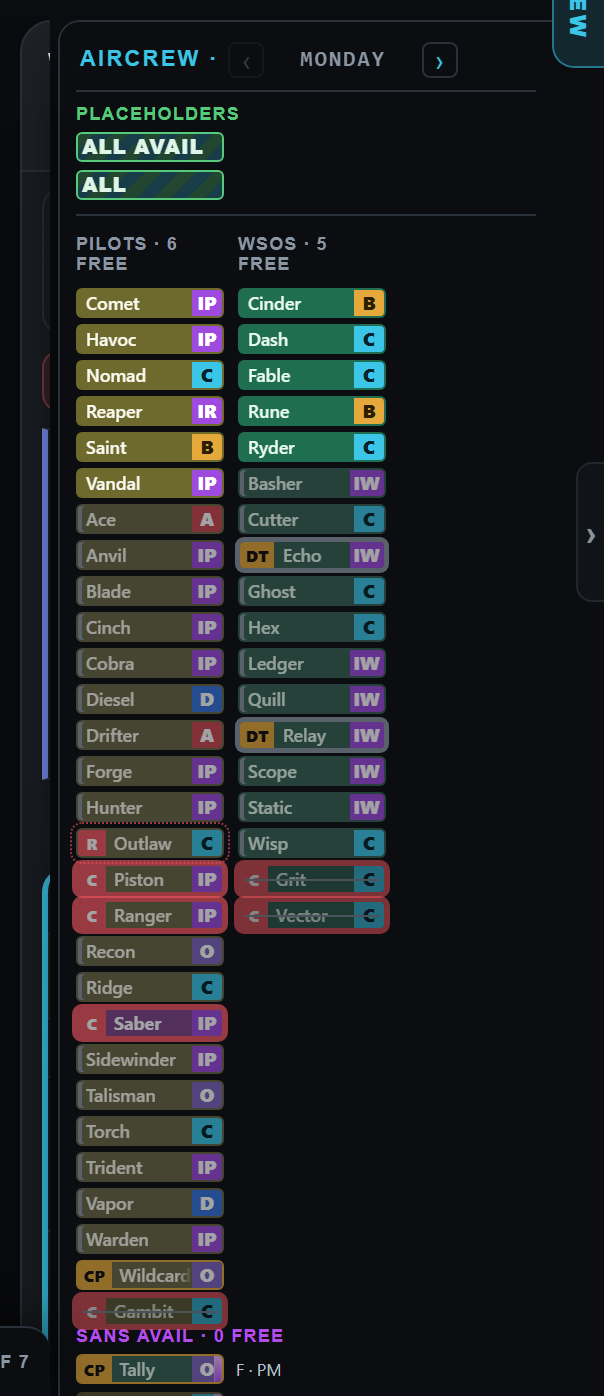 EW
AIRCREW · ‹ MONDAY ›
PLACEHOLDERS
ALL AVAIL
ALL
PILOTS · 6 FREE
WSOS · 5 FREE
Comet IP
Havoc IP
Nomad C
Reaper IR
Saint B
Vandal IP
Ace A
Anvil IP
Blade IP
Cinch IP
Cobra IP
Diesel D
Drifter A
Forge IP
Hunter IP
R Outlaw C
C Piston IP
C Ranger IP
Recon O
Ridge C
C Saber IP
Sidewinder IP
Talisman O
Torch C
Trident IP
Vapor D
Warden IP
CP Wildcard O
C Gambit C
Cinder B
Dash C
Fable C
Rune B
Ryder C
Basher IW
Cutter C
DT Echo IW
Ghost C
Hex C
Ledger IW
Quill IW
DT Relay IW
Scope IW
Static IW
Wisp C
C Grit C
C Vector C
SANS AVAIL · 0 FREE
CP Tally O F · PM
›
F 7